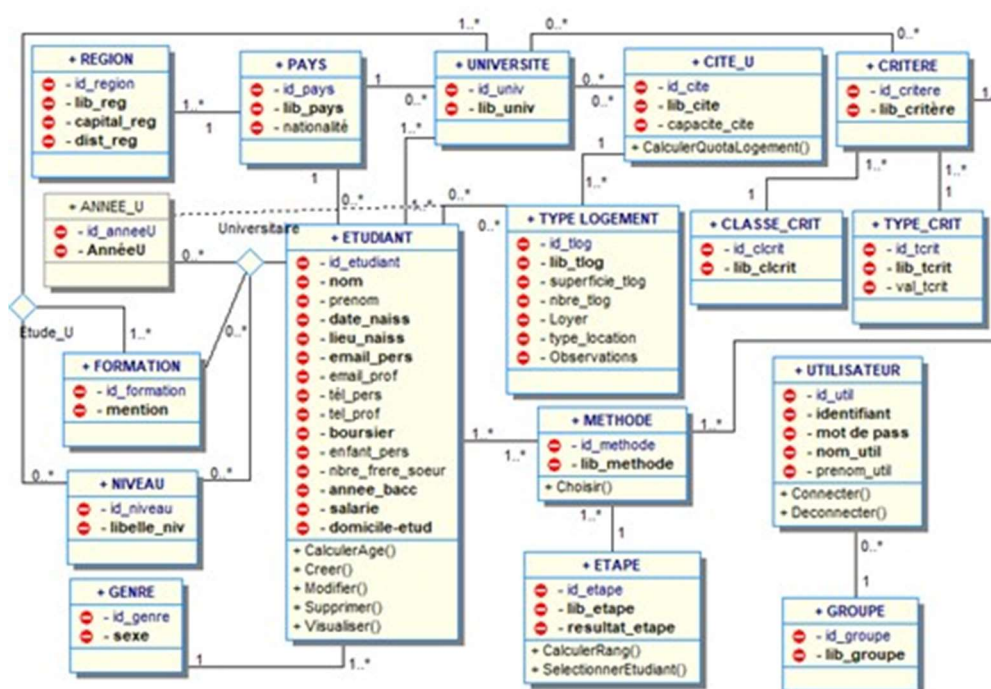 1..*
0..*
+ REGION
- id_region
- lib_reg
- capital_reg
- dist_reg
1..*
1
+ PAYS
- id_pays
- lib_pays
- nationalité
1
0..*
+ UNIVERSITE
- id_univ
- lib_univ
0..*
0..*
+ CITE_U
- id_cite
- lib_cite
- capacite_cite
+ CalculerQuotaLogement()
+ CRITERE
- id_critere
- lib_critère
1..*
1..*
1
0..*
1
1..*
1..*
1
1..*
1
+ ANNEE_U
- id_anneeU
- AnnéeU
0..*
Universitaire
1..*
0..*
0..*
+ ETUDIANT
- id_etudiant
- nom
- prenom
- date_naiss
- lieu_naiss
- email_pers
- email_prof
- tél_pers
- tel_prof
- boursier
- enfant_pers
- nbre_frere_soeur
- annee_bacc
- salarie
- domicile-etud
+ CalculerAge()
+ Creer()
+ Modifier()
+ Supprimer()
+ Visualiser()
+ TYPE LOGEMENT
- id_tlog
- lib_tlog
- superficie_tlog
- nbre_tlog
- Loyer
- type_location
- Observations
+ CLASSE_CRIT
- id_clcrit
- lib_clcrit
+ TYPE_CRIT
- id_tcrit
- lib_tcrit
- val_tcrit
Etude_U
1..*
0..*
+ FORMATION
- id_formation
- mention
0..*
0..*
+ NIVEAU
- id_niveau
- libelle_niv
+ GENRE
- id_genre
- sexe
1
1..*
1..*
1..*
+ METHODE
- id_methode
- lib_methode
+ Choisir()
1..*
1..*
1
+ ETAPE
- id_etape
- lib_etape
- resultat_etape
+ CalculerRang()
+ SelectionnerEtudiant()
+ UTILISATEUR
- id_util
- identifiant
- mot de pass
- nom_util
- prenom_util
+ Connecter()
+ Deconnecter()
0..*
1
+ GROUPE
- id_groupe
- lib_groupe